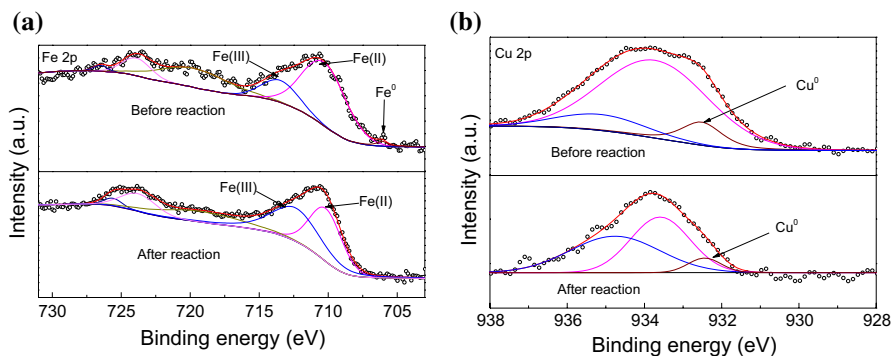 (a)
Fe 2p
Fe(III)
Fe(II)
Fe⁰
Before reaction
Fe(III)
Fe(II)
After reaction
Intensity (a.u.)
730 725 720 715 710 705
Binding energy (eV)
(b)
Cu 2p
Cu⁰
Before reaction
Cu⁰
After reaction
Intensity (a.u.)
938 936 934 932 930 928
Binding energy (eV)